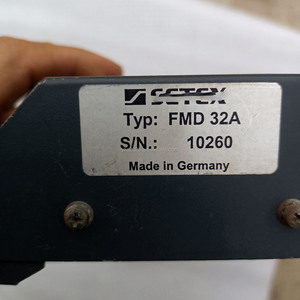 SETEX
Typ: FMD 32A
S/N.: 10260
Made in Germany